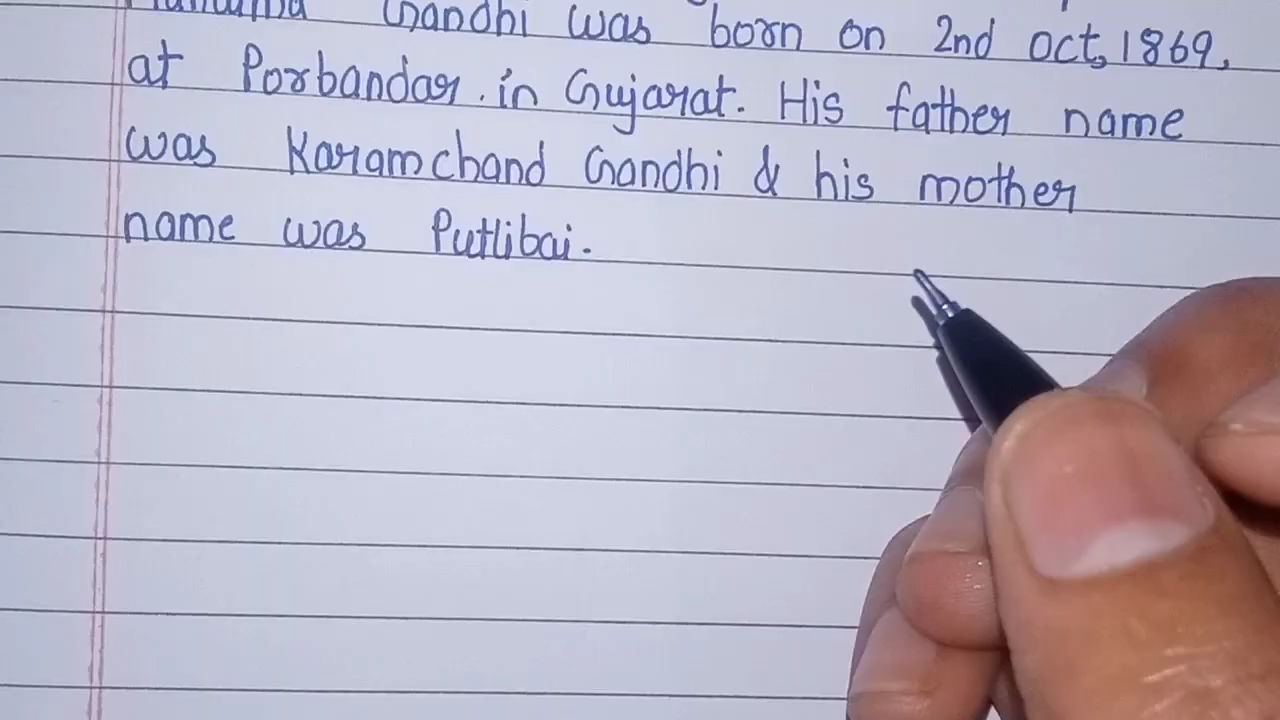 Gandhi was born on 2nd Oct, 1869,
at Porbandar. in Gujarat. His father name
was Karamchand Gandhi & his mother
name was Putlibai.